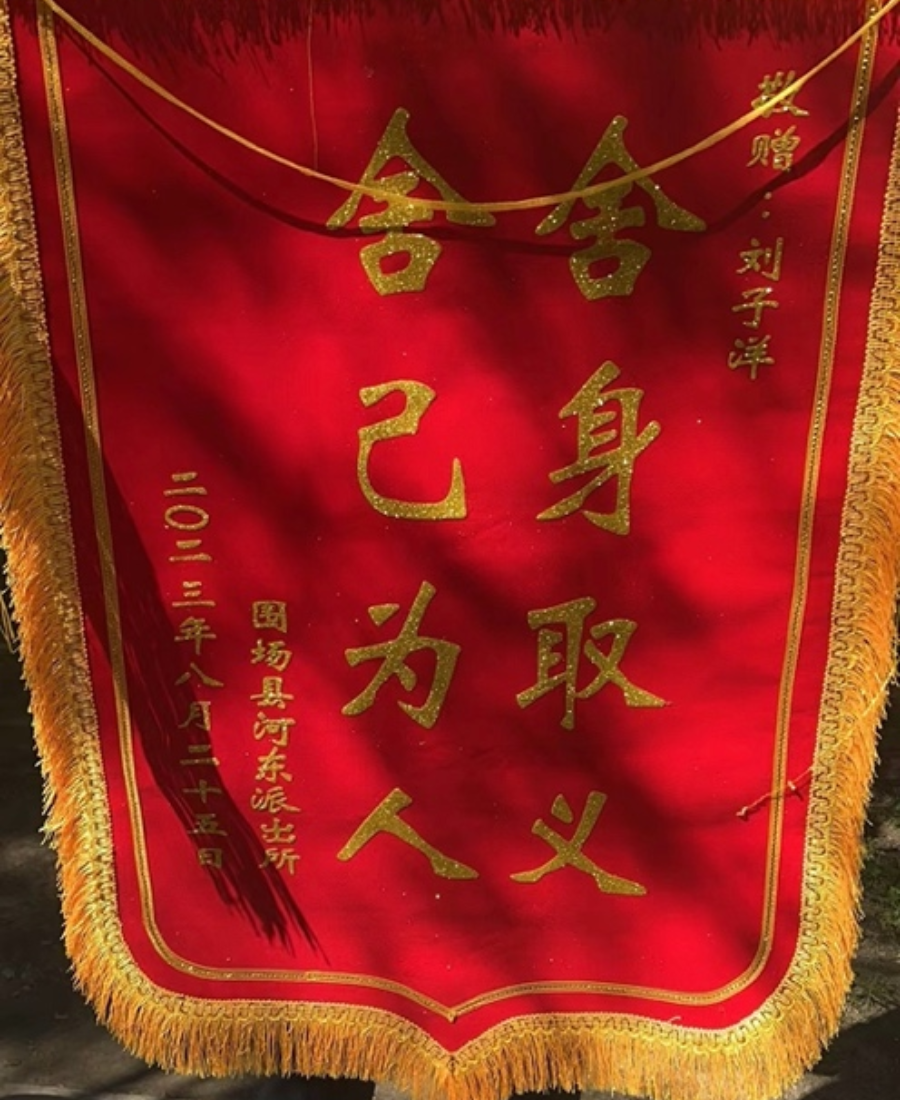 敬赠：刘子洋
舍身取义
舍己为人
围场县河东派出所
二〇二三年八月二十五日